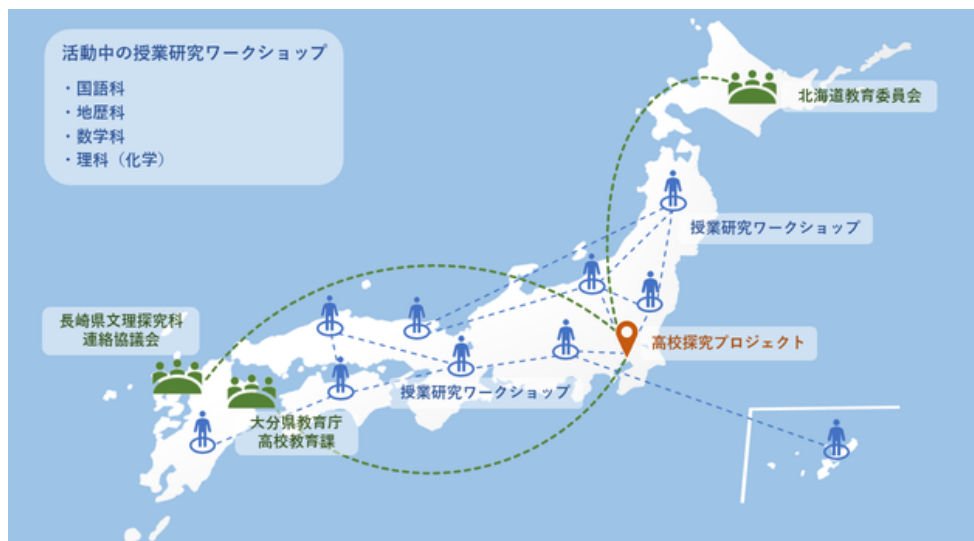 活動中の授業研究ワークショップ
・国語科
・地歴科
・数学科
・理科（化学）
北海道教育委員会
授業研究ワークショップ
長崎県文理探究科
連絡協議会
高校探究プロジェクト
授業研究ワークショップ
大分県教育庁
高校教育課